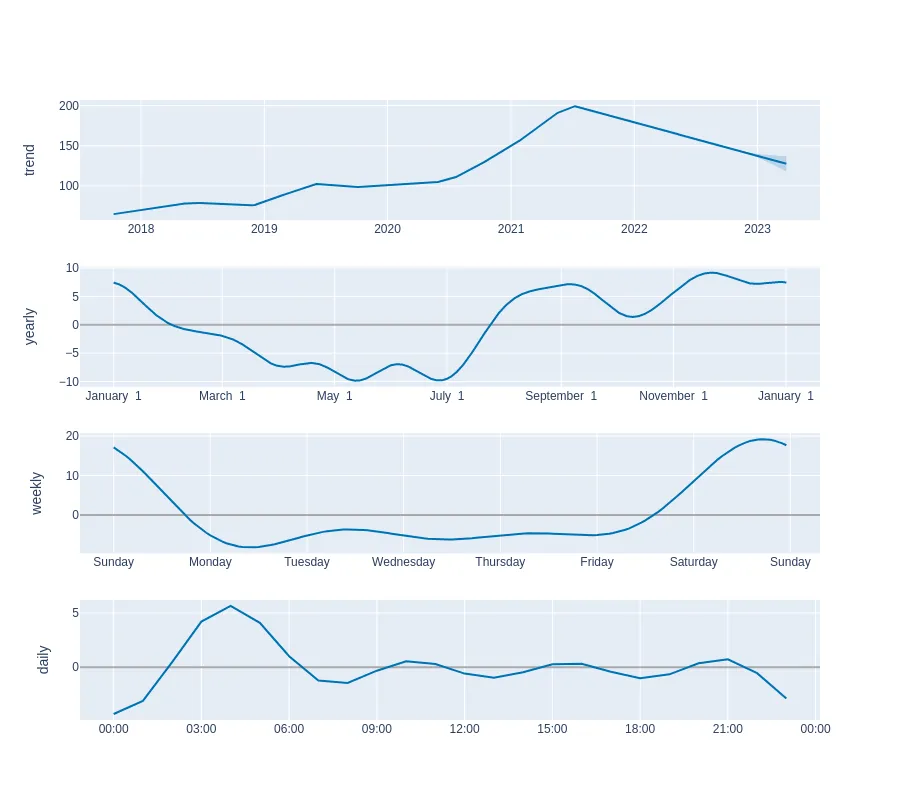 200
150
100
trend
2018 2019 2020 2021 2022 2023
10
5
0
−5
−10
yearly
January 1 March 1 May 1 July 1 September 1 November 1 January 1
20
10
0
weekly
Sunday Monday Tuesday Wednesday Thursday Friday Saturday Sunday
5
0
daily
00:00 03:00 06:00 09:00 12:00 15:00 18:00 21:00 00:00